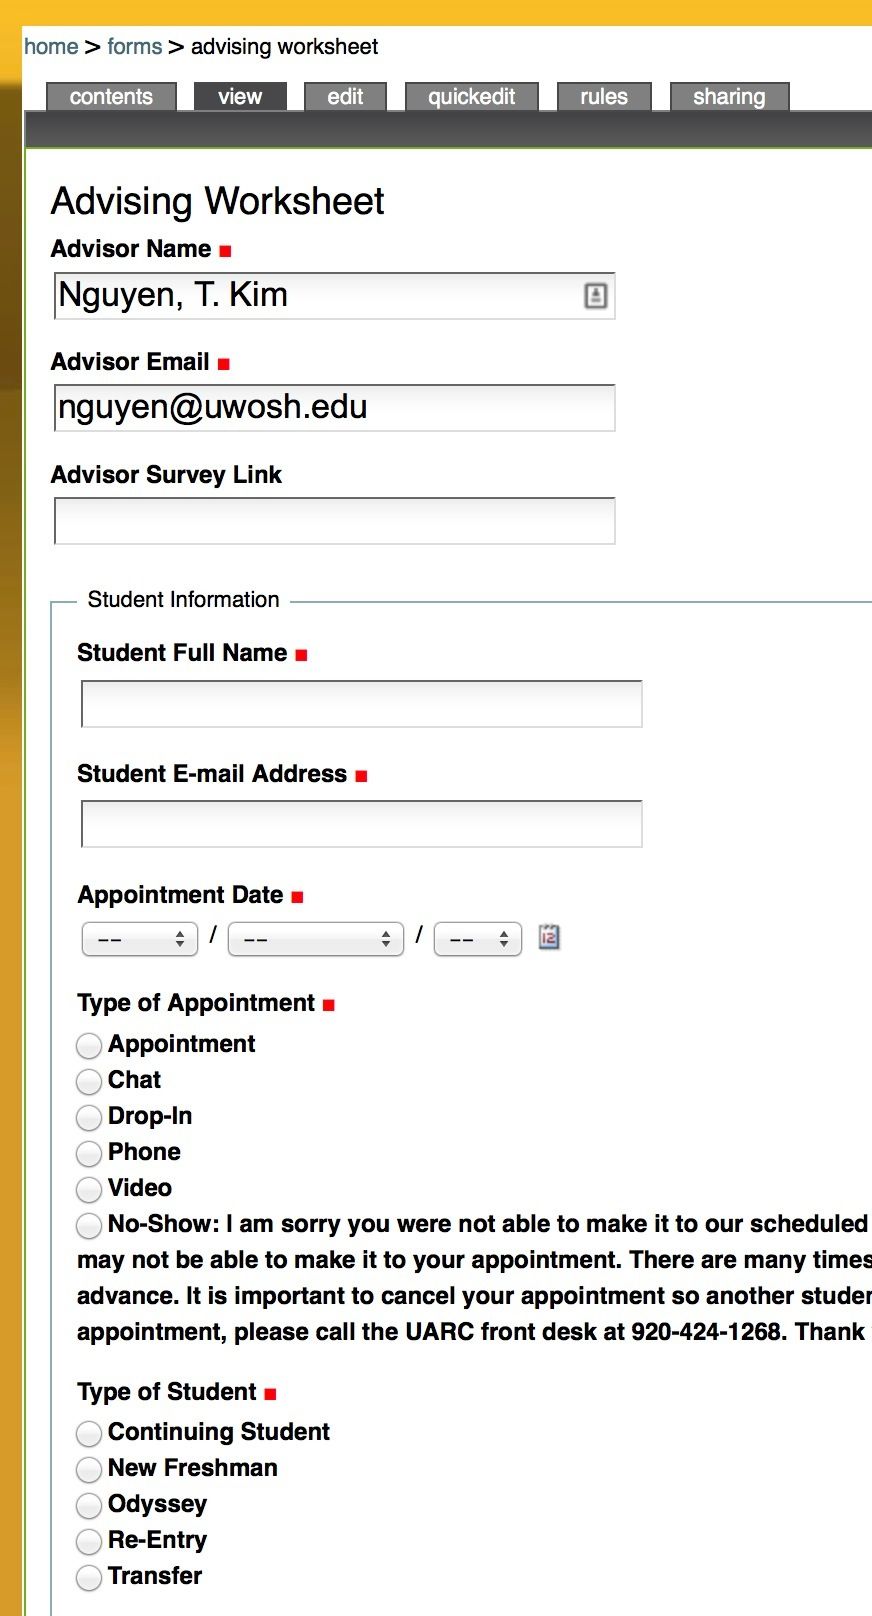 home > forms > advising worksheet
contents view edit quickedit rules sharing
Advising Worksheet
Advisor Name
Nguyen, T. Kim
Advisor Email
nguyen@uwosh.edu
Advisor Survey Link
Student Information
Student Full Name
Student E-mail Address
Appointment Date
-- / -- / -- 12
Type of Appointment
Appointment
Chat
Drop-In
Phone
Video
No-Show: I am sorry you were not able to make it to our scheduled
may not be able to make it to your appointment. There are many times
advance. It is important to cancel your appointment so another studen
appointment, please call the UARC front desk at 920-424-1268. Thank
Type of Student
Continuing Student
New Freshman
Odyssey
Re-Entry
Transfer